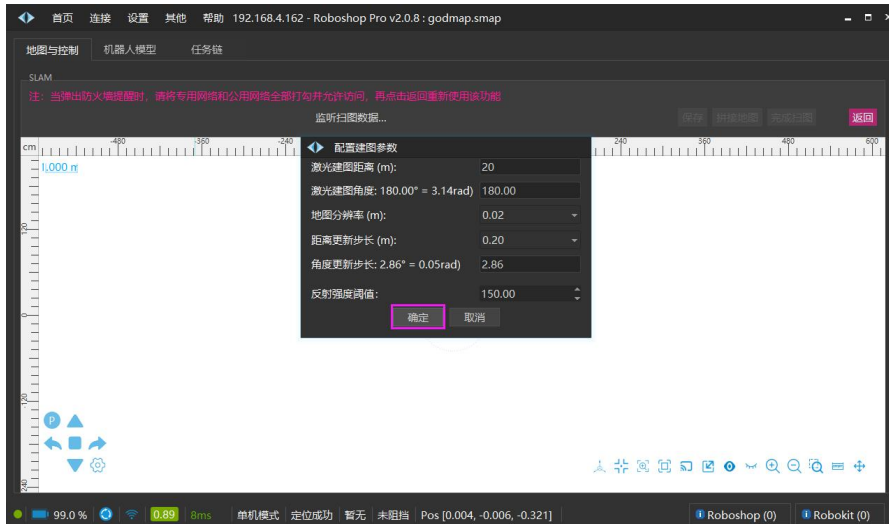 首页 连接 设置 其他 帮助 192.168.4.162 - Roboshop Pro v2.0.8 : godmap.smap
地图与控制 机器人模型 任务链
SLAM
注：当弹出防火墙提醒时，请将专用网络和公用网络全部打勾并允许访问，再点击返回重新使用该功能
监听扫图数据... 保存 拼接地图 完成扫图 返回
cm -480 -360 -240 240 360 480 600
配置建图参数
激光建图距离 (m): 20
激光建图角度: 180.00° = 3.14rad) 180.00
地图分辨率 (m): 0.02
距离更新步长 (m): 0.20
角度更新步长: 2.86° = 0.05rad) 2.86
反射强度阈值: 150.00
确定 取消
120
0
-120
240
P
99.0 % 0.89 8ms 单机模式 定位成功 暂无 未阻挡 Pos [0.004, -0.006, -0.321] Roboshop (0) Robokit (0)